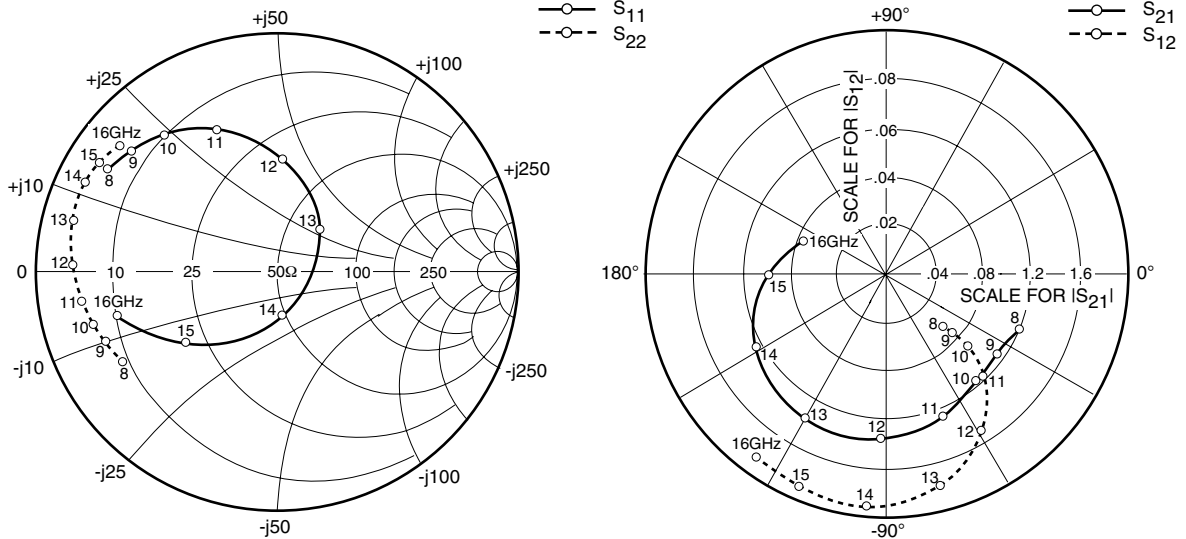 S11
S22
+j50
+j25
+j100
16GHz
15
14
8
9
10
11
12
13
+j10
+j250
13
12
0
10
25
50Ω
100
250
11
16GHz
10
9
8
15
14
-j10
-j250
-j25
-j100
-j50
S21
S12
+90°
.08
.06
.04
.02
SCALE FOR |S12|
16GHz
180°
0°
.04
.08
1.2
1.6
SCALE FOR |S21|
15
8
9
10
8
9
14
10
11
11
13
12
12
16GHz
15
14
13
-90°